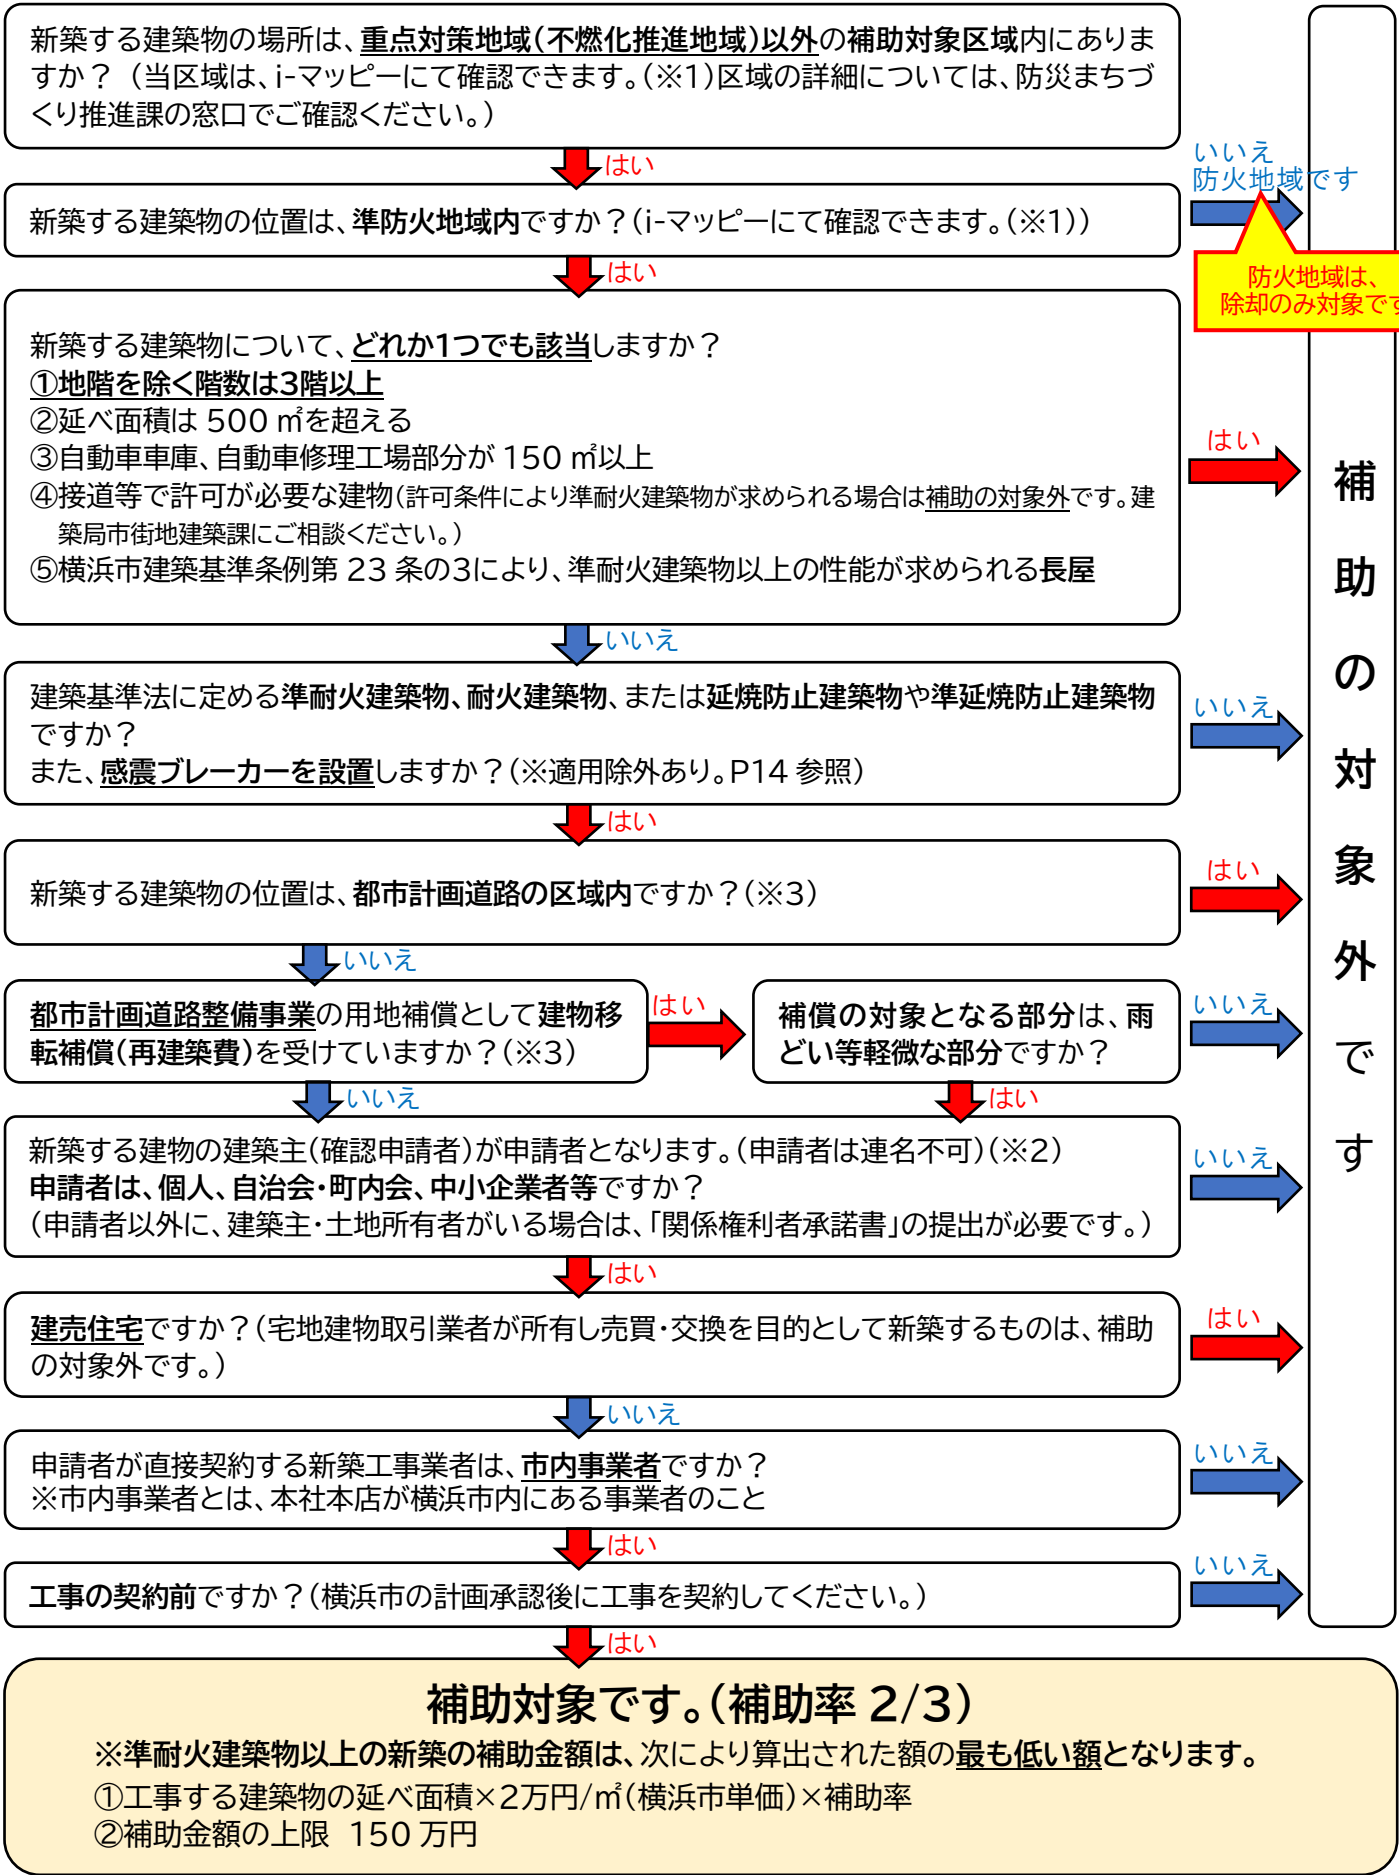 新築する建築物の場所は、重点対策地域(不燃化推進地域)以外の補助対象区域内にありま
すか？ (当区域は、i-マッピーにて確認できます。(※1)区域の詳細については、防災まちづ
くり推進課の窓口でご確認ください。)
はい
いいえ
防火地域です
新築する建築物の位置は、準防火地域内ですか？(i-マッピーにて確認できます。(※1))
はい
防火地域は、
除却のみ対象です
新築する建築物について、どれか1つでも該当しますか？
①地階を除く階数は3階以上
②延べ面積は 500 ㎡を超える
③自動車車庫、自動車修理工場部分が 150 ㎡以上
④接道等で許可が必要な建物(許可条件により準耐火建築物が求められる場合は補助の対象外です。建
築局市街地建築課にご相談ください。)
⑤横浜市建築基準条例第 23 条の3により、準耐火建築物以上の性能が求められる長屋
はい
いいえ
建築基準法に定める準耐火建築物、耐火建築物、または延焼防止建築物や準延焼防止建築物
ですか？
また、感震ブレーカーを設置しますか？(※適用除外あり。P14 参照)
いいえ
はい
新築する建築物の位置は、都市計画道路の区域内ですか？(※3)
はい
いいえ
都市計画道路整備事業の用地補償として建物移
転補償(再建築費)を受けていますか？(※3)
はい
補償の対象となる部分は、雨
どい等軽微な部分ですか？
いいえ
いいえ
はい
新築する建物の建築主(確認申請者)が申請者となります。(申請者は連名不可)(※2)
申請者は、個人、自治会・町内会、中小企業者等ですか？
(申請者以外に、建築主・土地所有者がいる場合は、「関係権利者承諾書」の提出が必要です。)
いいえ
はい
建売住宅ですか？(宅地建物取引業者が所有し売買・交換を目的として新築するものは、補助
の対象外です。)
はい
いいえ
申請者が直接契約する新築工事業者は、市内事業者ですか？
※市内事業者とは、本社本店が横浜市内にある事業者のこと
いいえ
はい
工事の契約前ですか？(横浜市の計画承認後に工事を契約してください。)
いいえ
はい
補助の対象外です
補助対象です。(補助率 2/3)
※準耐火建築物以上の新築の補助金額は、次により算出された額の最も低い額となります。
①工事する建築物の延べ面積×2万円/㎡(横浜市単価)×補助率
②補助金額の上限 150 万円